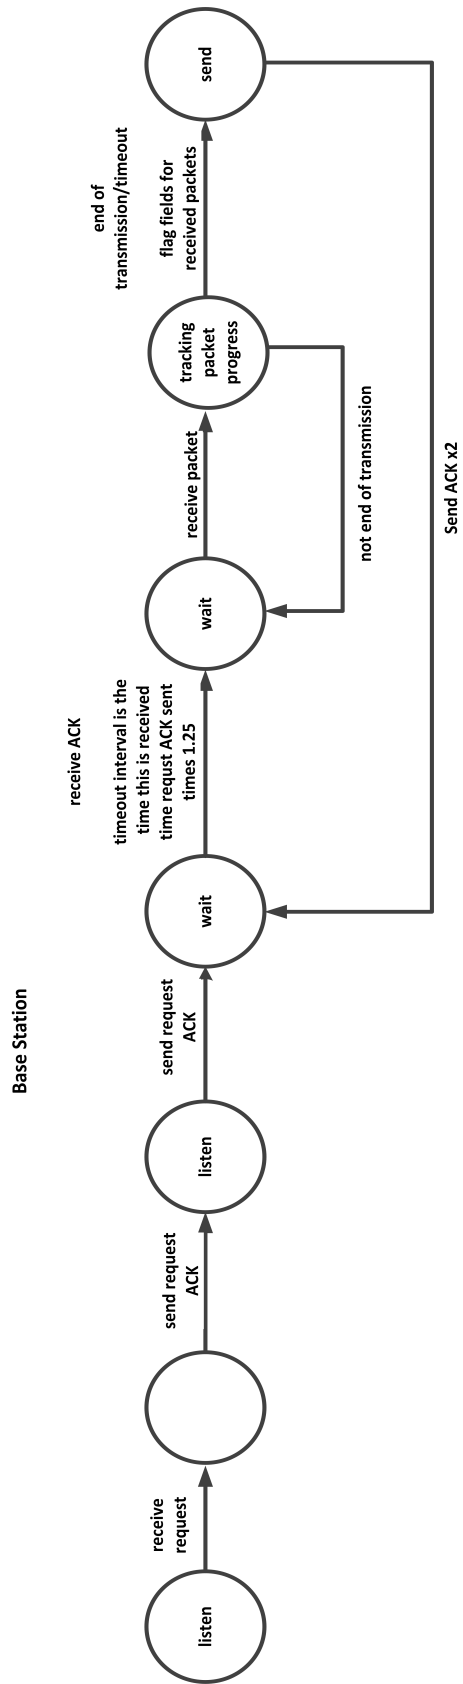 Base Station
listen
receive
request
send request
ACK
listen
send request
ACK
wait
receive ACK
timeout interval is the
time this is received
time requst ACK sent
times 1.25
wait
receive packet
tracking
packet
progress
not end of transmission
end of
transmission/timeout
flag fields for
received packets
send
Send ACK x2